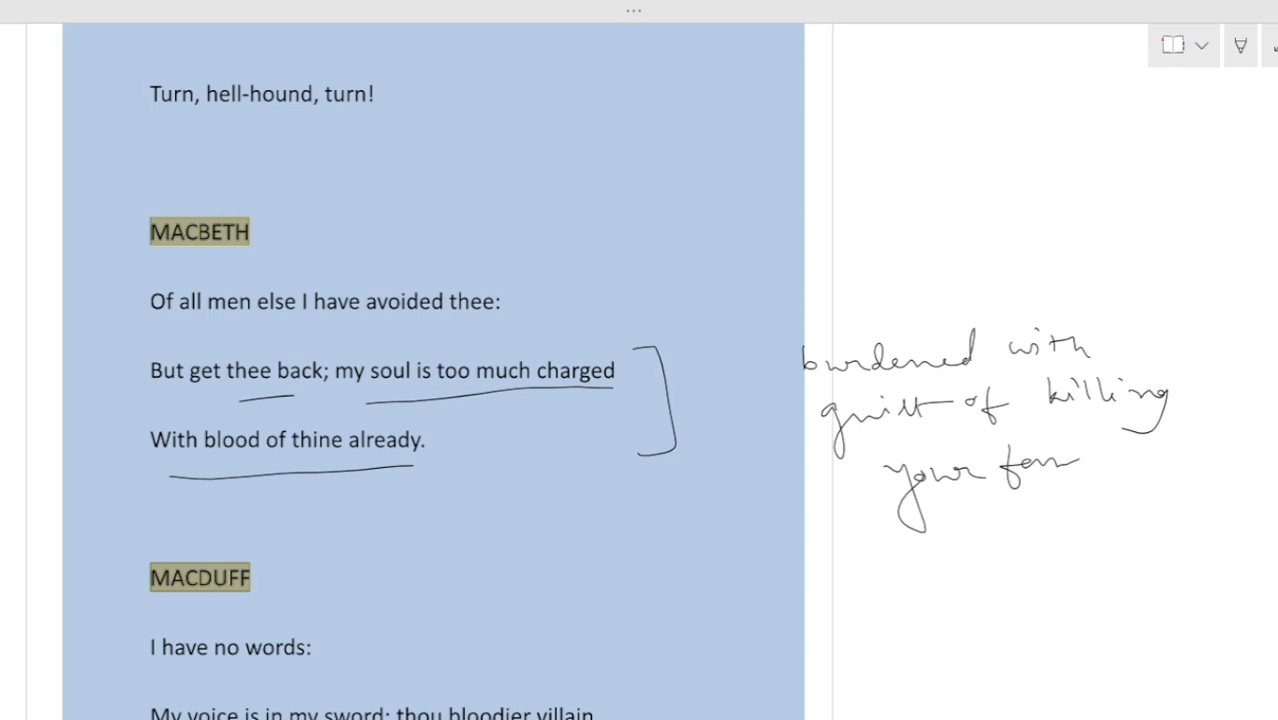 Turn, hell-hound, turn!
MACBETH
Of all men else I have avoided thee:
But get thee back; my soul is too much charged
With blood of thine already.
burdened with
guilt of killing
your fam
MACDUFF
I have no words:
My voice is in my sword: thou bloodier villain